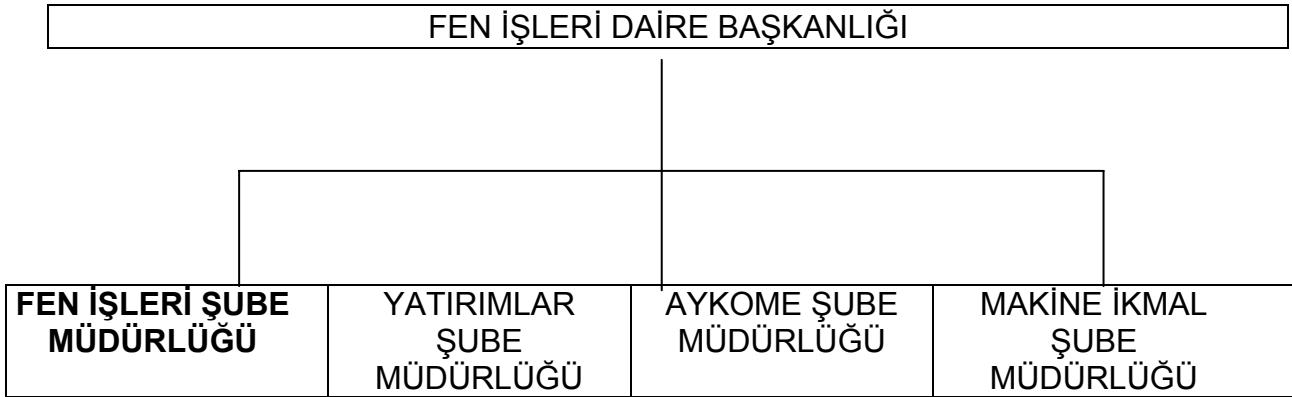 FEN İŞLERİ DAİRE BAŞKANLIĞI
FEN İŞLERİ ŞUBE
MÜDÜRLÜĞÜ
YATIRIMLAR
ŞUBE
MÜDÜRLÜĞÜ
AYKOME ŞUBE
MÜDÜRLÜĞÜ
MAKİNE İKMAL
ŞUBE
MÜDÜRLÜĞÜ